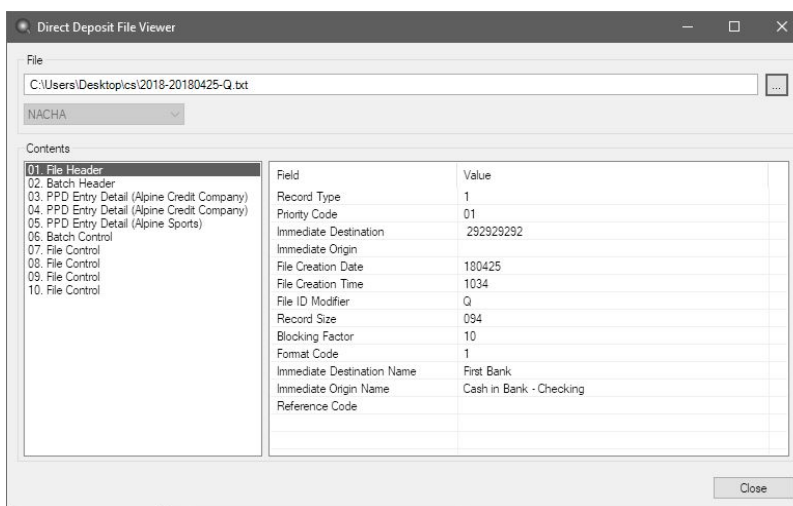 Direct Deposit File Viewer
File
C:\Users\Desktop\cs\2018-20180425-Q.txt
...
NACHA
Contents
01. File Header
02. Batch Header
03. PPD Entry Detail (Alpine Credit Company)
04. PPD Entry Detail (Alpine Credit Company)
05. PPD Entry Detail (Alpine Sports)
06. Batch Control
07. File Control
08. File Control
09. File Control
10. File Control
Field Value
Record Type 1
Priority Code 01
Immediate Destination 292929292
Immediate Origin
File Creation Date 180425
File Creation Time 1034
File ID Modifier Q
Record Size 094
Blocking Factor 10
Format Code 1
Immediate Destination Name First Bank
Immediate Origin Name Cash in Bank - Checking
Reference Code
Close